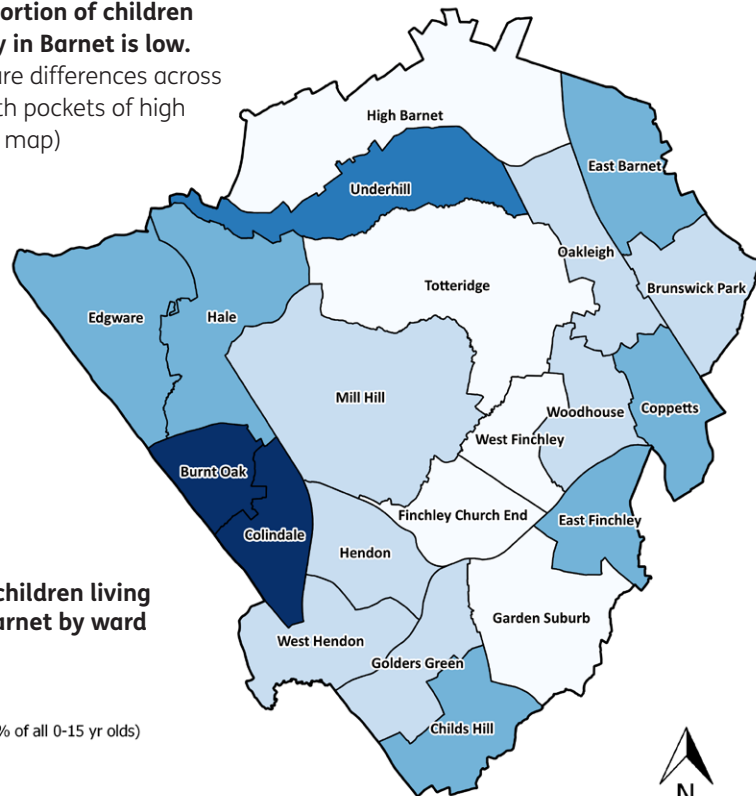 ortion of children
y in Barnet is low.
are differences across
th pockets of high
map)
High Barnet
East Barnet
Underhill
Oakleigh
Totteridge
Brunswick Park
Edgware
Hale
Mill Hill
Woodhouse
Coppetts
West Finchley
Burnt Oak
Finchley Church End
East Finchley
Colindale
Hendon
children living
arnet by ward
Garden Suburb
West Hendon
Golders Green
Childs Hill
% of all 0-15 yr olds)
N